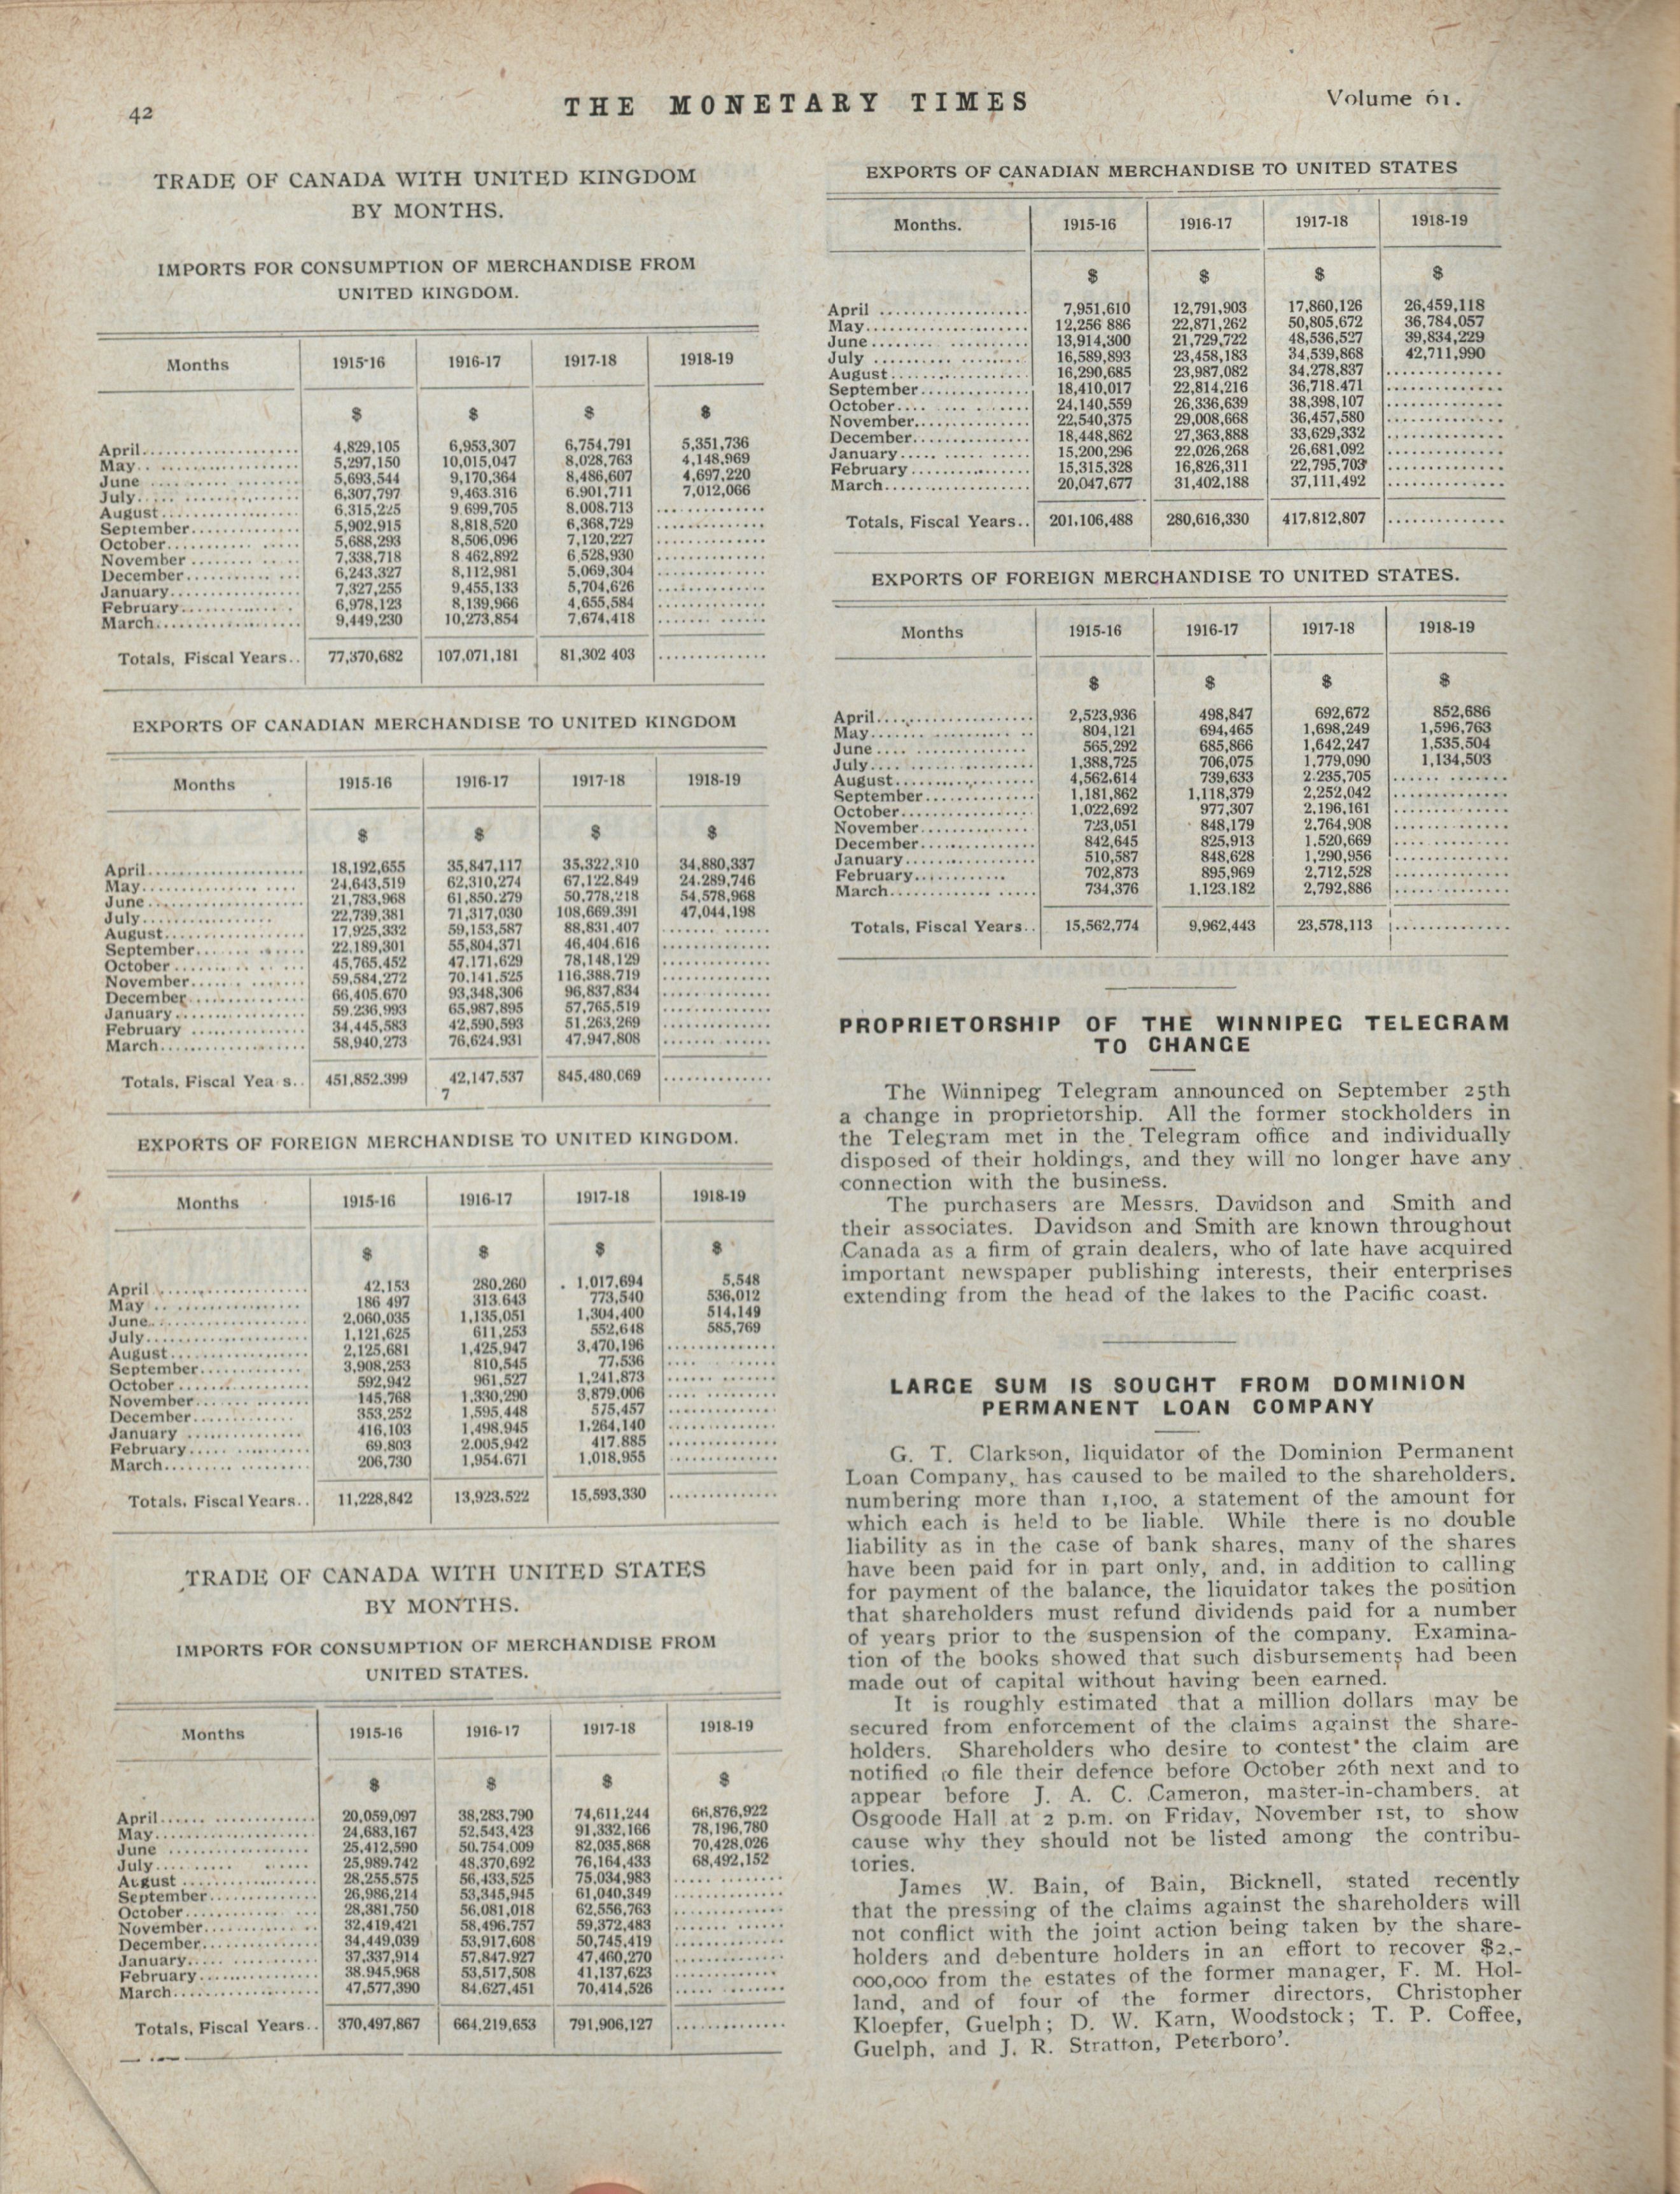 42
THE MONETARY TIMES
Volume 61.
TRADE OF CANADA WITH UNITED KINGDOM
BY MONTHS.
IMPORTS FOR CONSUMPTION OF MERCHANDISE FROM
UNITED KINGDOM.
Months 1915-16 1916-17 1917-18 1918-19
$ $ $ $
April 4,829,105 6,953,307 6,754,791 5,351,736
May 5,297,150 10,015,047 8,028,763 4,148,969
June 5,693,544 9,170,364 8,486,607 4,697,220
July 6,307,797 9,463.316 6.901,711 7,012,066
August 6.315,225 9.699,705 8.008,713
September 5,902,915 8,818,520 6,368,729
October 5,688,293 8,506,096 7,120,227
November 7,338,718 8 462,892 6,528,930
December 6,243,327 8,112,981 5,069,304
January 7,327,255 9,455,133 5,704,626
February 6,978,123 8,139,966 4,655,584
March 9,449,230 10,273,854 7,674,418
Totals, Fiscal Years.. 77,370,682 107,071,181 81,302 403
EXPORTS OF CANADIAN MERCHANDISE TO UNITED KINGDOM
Months 1915-16 1916-17 1917-18 1918-19
$ $ $ $
April 18,192,655 35,847,117 35,322,310 34,880,337
May 24,643,519 62,310,274 67,122,849 24.289,746
June 21,783,968 61,850.279 50,778,218 54,578,968
July 22,739,381 71,317,030 108,669.391 47,044,198
August 17,925,332 59,153,587 88,831,407
September 22,189,301 55,804,371 46,404.616
October 45,765,452 47,171,629 78,148,129
November 59,584,272 70.141.525 116,388,719
December 66,405,670 93,348,306 96,837,834
January 59.236,993 65,987,895 57,765,519
February 34,445,583 42,590,593 51,263,269
March 58,940,273 76,624,931 47,947,808
Totals, Fiscal Yea s.. 451,852.399 42,147,537 845,480,069
7
EXPORTS OF FOREIGN MERCHANDISE TO UNITED KINGDOM.
Months 1915-16 1916-17 1917-18 1918-19
$ $ $ $
April 42,153 280,260 1,017,694 5,548
May 186 497 313.643 773,540 536,012
June 2,060,035 1,135,051 1,304,400 514,149
July 1,121,625 611,253 552,618 585,769
August 2,125,681 1,425,947 3,470,196
September 3,908,253 810,545 77,536
October 592,942 961,527 1,241,873
November 145,768 1,330,290 3,879,006
December 353,252 1,595,448 575,457
January 416,103 1,498,945 1,264,140
February 69,803 2,005,942 417,885
March 206,730 1,954.671 1,018,955
Totals, Fiscal Years.. 11,228,842 13,923,522 15,593,330
TRADE OF CANADA WITH UNITED STATES
BY MONTHS.
IMPORTS FOR CONSUMPTION OF MERCHANDISE FROM
UNITED STATES.
Months 1915-16 1916-17 1917-18 1918-19
$ $ $ $
April 20,059,097 38,283,790 74,611,244 66,876,922
May 24,683,167 52,543,423 91,332,166 78,196,780
June 25,412,590 50,754,009 82,035,868 70,428,026
July 25,989,742 48,370,692 76,164,433 68,492,152
August 28,255,575 56,433,525 75,034,983
September 26,986,214 53,345,945 61,040,349
October 28,381,750 56,081,018 62,556,763
November 32,419,421 58,496,757 59,372,483
December 34,449,039 53,917,608 50,745,419
January 37,337,914 57,847,927 47,460,270
February 38,945,968 53,517,508 41,137,623
March 47,577,390 84,627,451 70,414,526
Totals, Fiscal Years.. 370,497,867 664,219,653 791,906,127
EXPORTS OF CANADIAN MERCHANDISE TO UNITED STATES
Months. 1915-16 1916-17 1917-18 1918-19
$ $ $ $
April 7,951,610 12,791,903 17,860,126 26,459,118
May 12,256 886 22,871,262 50,805,672 36,784,057
June 13,914,300 21,729,722 48,536,527 39,834,229
July 16,589,893 23,458,183 34,539,868 42,711,990
August 16,290,685 23,987,082 34,278,837
September 18,410,017 22,814,216 36,718.471
October 24,140,559 26,336,639 38,398,107
November 22,540,375 29,008,668 36,457,580
December 18,448,862 27,363,888 33,629,332
January 15,200,296 22,026,268 26,681,092
February 15,315,328 16,826,311 22,795,703
March 20,047,677 31,402,188 37,111,492
Totals, Fiscal Years.. 201,106,488 280,616,330 417,812,807
EXPORTS OF FOREIGN MERCHANDISE TO UNITED STATES.
Months 1915-16 1916-17 1917-18 1918-19
$ $ $ $
April 2,523,936 498,847 692,672 852,686
May 804,121 694,465 1,698,249 1,596,763
June 565,292 685,866 1,642,247 1,535,504
July 1,388,725 706,075 1,779,090 1,134,503
August 4,562,614 739,633 2.235,705
September 1,181,862 1,118,379 2,252,042
October 1,022,692 977,307 2,196,161
November 723,051 848,179 2,764,908
December 842,645 825,913 1,520,669
January 510,587 848,628 1,290,956
February 702,873 895,969 2,712,528
March 734,376 1,123,182 2,792,886
Totals, Fiscal Years.. 15,562,774 9,962,443 23,578,113
PROPRIETORSHIP OF THE WINNIPEG TELEGRAM
TO CHANGE
The Winnipeg Telegram announced on September 25th
a change in proprietorship. All the former stockholders in
the Telegram met in the Telegram office and individually
disposed of their holdings, and they will no longer have any
connection with the business.
The purchasers are Messrs. Davidson and Smith and
their associates. Davidson and Smith are known throughout
Canada as a firm of grain dealers, who of late have acquired
important newspaper publishing interests, their enterprises
extending from the head of the lakes to the Pacific coast.
LARGE SUM IS SOUGHT FROM DOMINION
PERMANENT LOAN COMPANY
G. T. Clarkson, liquidator of the Dominion Permanent
Loan Company, has caused to be mailed to the shareholders,
numbering more than 1,100, a statement of the amount for
which each is held to be liable. While there is no double
liability as in the case of bank shares, many of the shares
have been paid for in part only, and, in addition to calling
for payment of the balance, the liquidator takes the position
that shareholders must refund dividends paid for a number
of years prior to the suspension of the company. Examina-
tion of the books showed that such disbursements had been
made out of capital without having been earned.
It is roughly estimated that a million dollars may be
secured from enforcement of the claims against the share-
holders. Shareholders who desire to contest the claim are
notified to file their defence before October 26th next and to
appear before J. A. C. Cameron, master-in-chambers, at
Osgoode Hall at 2 p.m. on Friday, November 1st, to show
cause why they should not be listed among the contribu-
tories.
James W. Bain, of Bain, Bicknell, stated recently
that the pressing of the claims against the shareholders will
not conflict with the joint action being taken by the share-
holders and debenture holders in an effort to recover $2,-
000,000 from the estates of the former manager, F. M. Hol-
land, and of four of the former directors, Christopher
Kloepfer, Guelph; D. W. Karn, Woodstock; T. P. Coffee,
Guelph, and J. R. Stratton, Peterboro'.